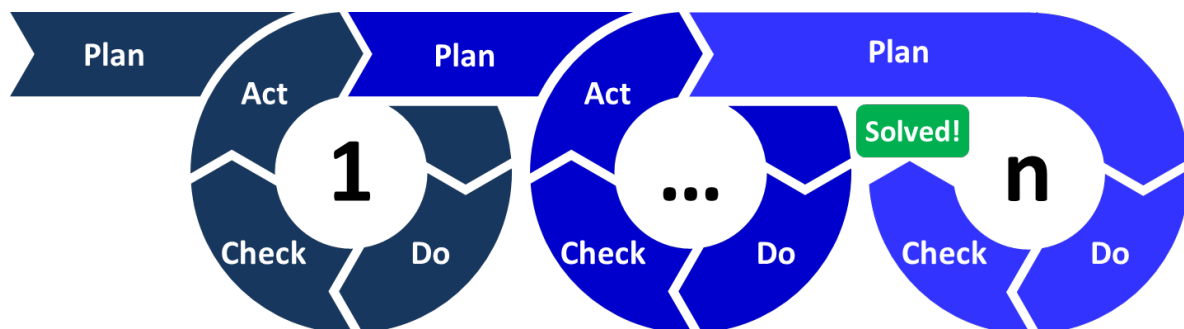 Plan
Plan
Plan
Act
Act
Solved!
1
...
n
Check
Do
Check
Do
Check
Do